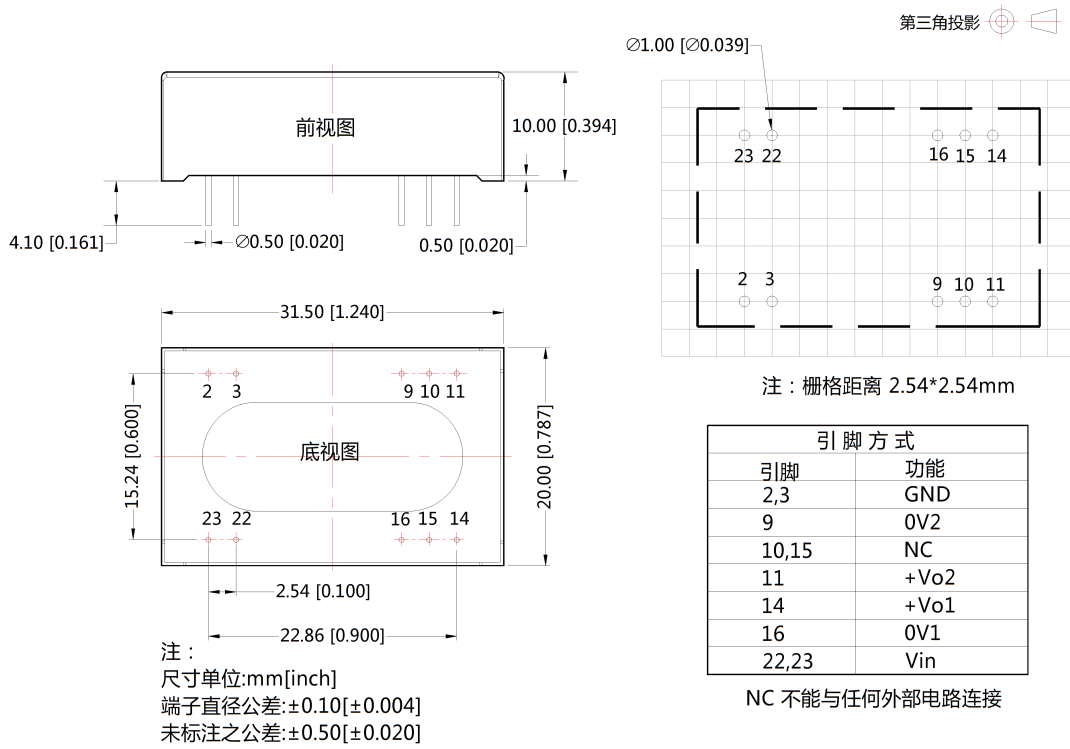 第三角投影
⌀1.00 [⌀0.039]
前视图
10.00 [0.394]
4.10 [0.161]
⌀0.50 [0.020]
0.50 [0.020]
23 22 16 15 14
2 3 9 10 11
注：栅格距离 2.54*2.54mm
31.50 [1.240]
2 3 9 10 11
15.24 [0.600]
底视图
20.00 [0.787]
23 22 16 15 14
2.54 [0.100]
22.86 [0.900]
注：
尺寸单位:mm[inch]
端子直径公差:±0.10[±0.004]
未标注之公差:±0.50[±0.020]
引脚方式
引脚 功能
2,3 GND
9 0V2
10,15 NC
11 +Vo2
14 +Vo1
16 0V1
22,23 Vin
NC 不能与任何外部电路连接